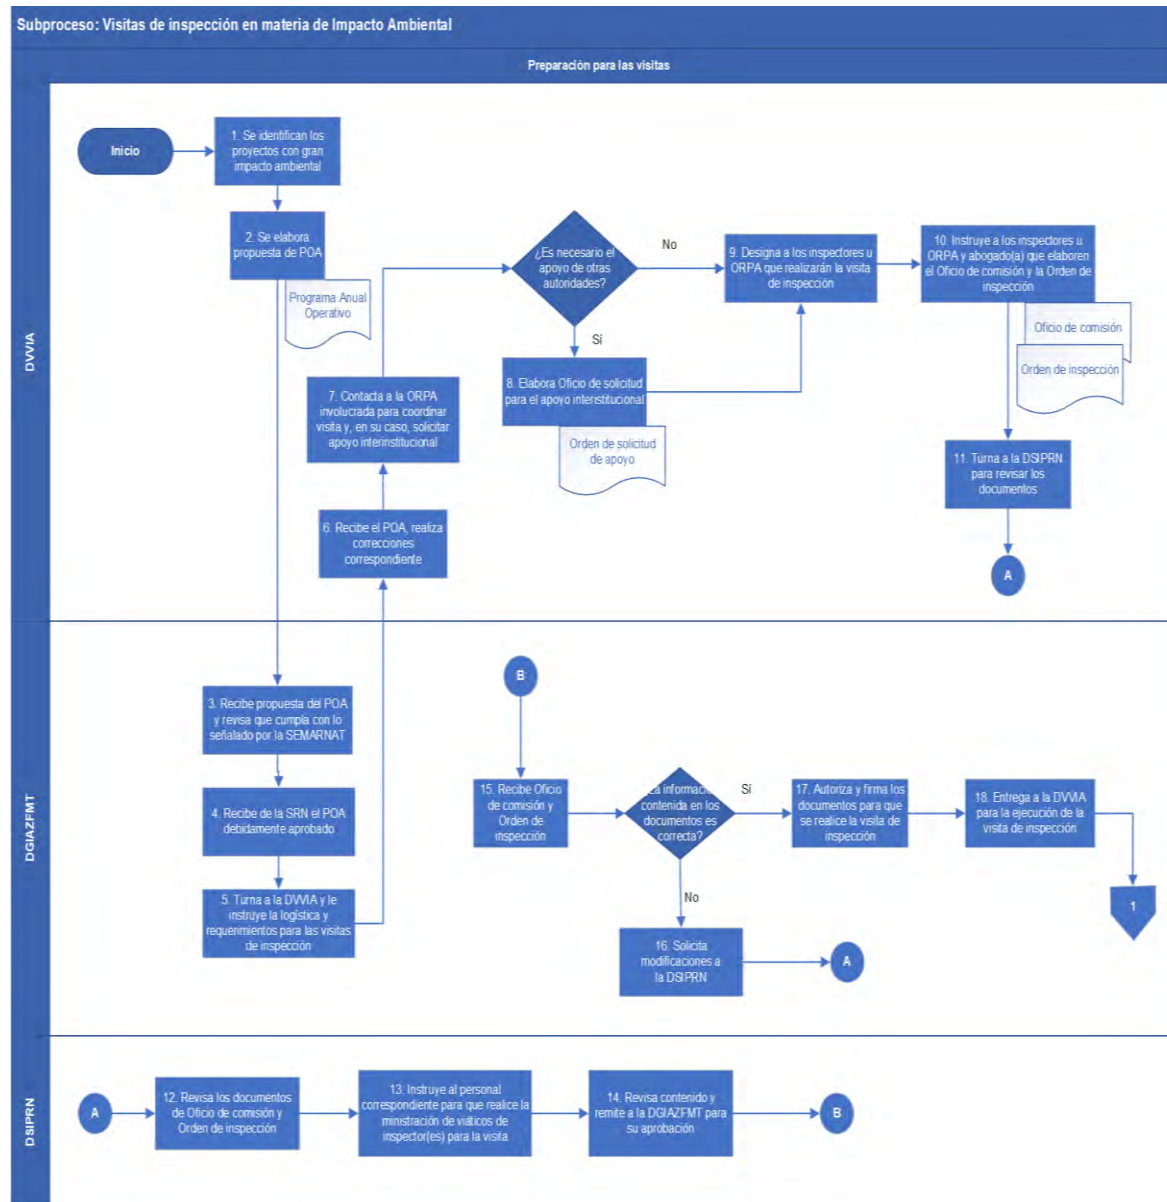 Subproceso: Visitas de inspección en materia de Impacto Ambiental
Preparación para las visitas
DVVIA
Inicio
1. Se identifican los
proyectos con gran
impacto ambiental
2. Se elabora
propuesta de POA
Programa Anual
Operativo
7. Contacta a la ORPA
involucrada para coordinar
visita y, en su caso, solicitar
apoyo interinstitucional
6. Recibe el POA, realiza
correcciones
correspondiente
¿Es necesario el
apoyo de otras
autoridades?
No
Sí
8. Elabora Oficio de solicitud
para el apoyo interistitucional
Orden de solicitud
de apoyo
9. Designa a los inspectores u
ORPA que realizarán la visita
de inspección
10. Instruye a los inspectores u
ORPA y abogado(a) que elaboren
el Oficio de comisión y la Orden de
inspección
Oficio de comisión
Orden de inspección
11. Turna a la DSIPRN
para revisar los
documentos
A
DGIAZFMT
3. Recibe propuesta del POA
y revisa que cumpla con lo
señalado por la SEMARNAT
4. Recibe de la SRN el POA
debidamente aprobado
5. Turna a la DVVIA y le
instruye la logística y
requerimientos para las visitas
de inspección
B
15. Recibe Oficio
de comisión y
Orden de
inspección
La información
contenida en los
documentos es
correcta?
Sí
No
16. Solicita
modificaciones a
la DSIPRN
A
17. Autoriza y firma los
documentos para que
se realice la visita de
inspección
18. Entrega a la DVVIA
para la ejecución de la
visita de inspección
1
DSIPRN
A
12. Revisa los documentos
de Oficio de comisión y
Orden de inspección
13. Instruye al personal
correspondiente para que realice la
ministración de viáticos de
inspector(es) para la visita
14. Revisa contenido y
remite a la DGIAZFMT para
su aprobación
B